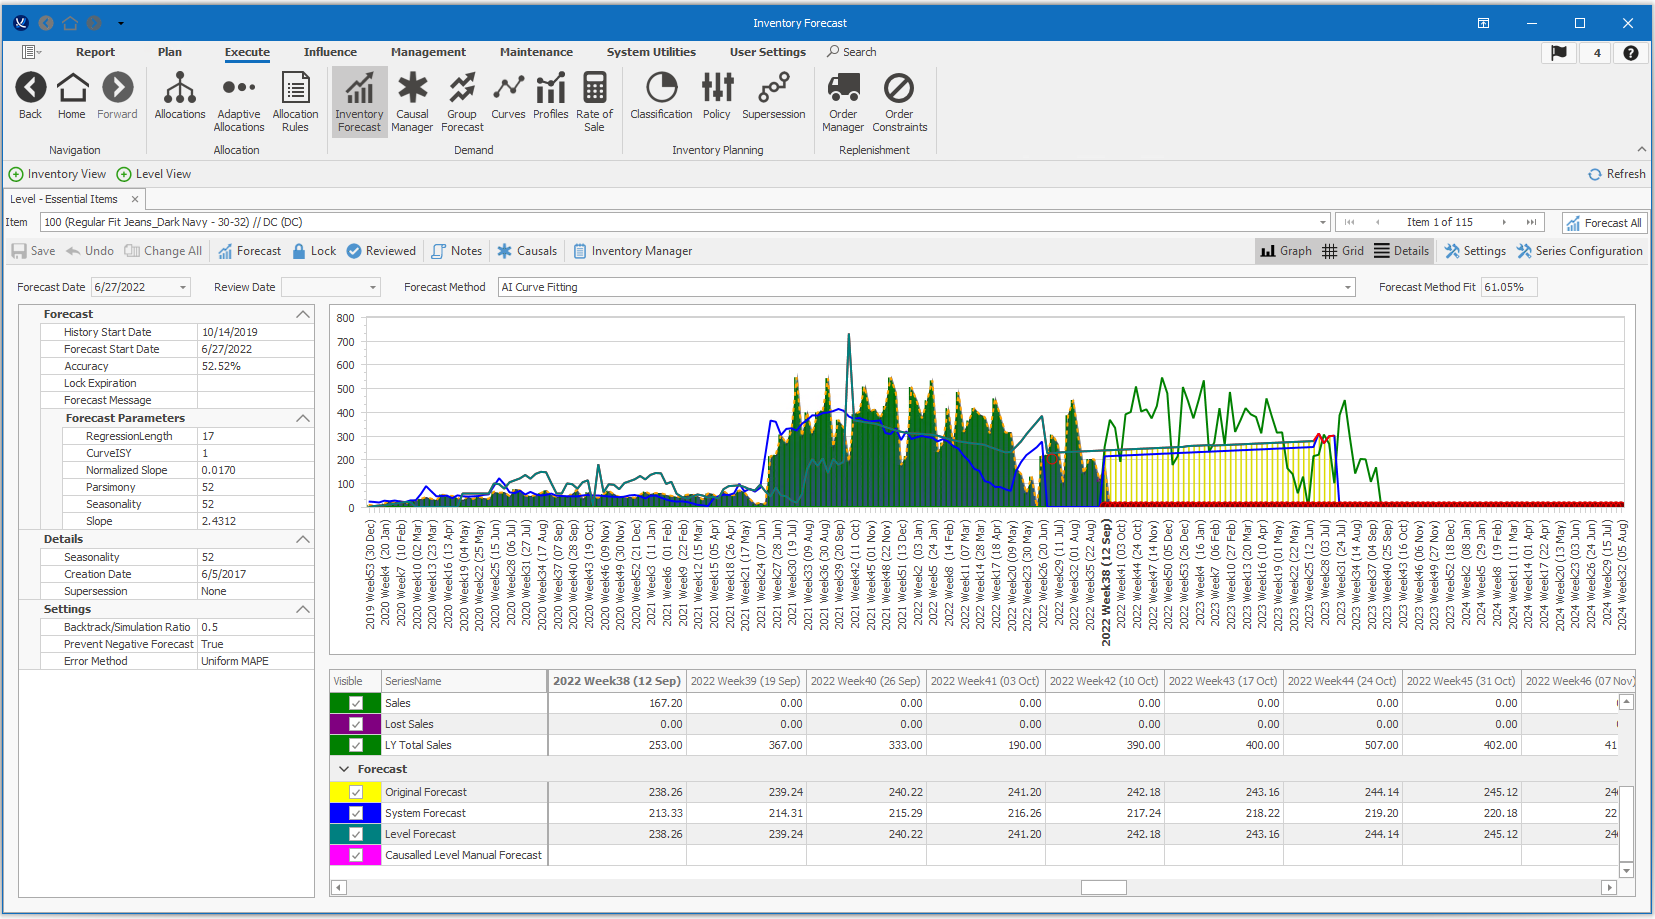 Inventory Forecast
Report Plan Execute Influence Management Maintenance System Utilities User Settings Search 4 ?
Back Home Forward Allocations Adaptive Allocations Allocation Rules Inventory Forecast Causal Manager Group Forecast Curves Profiles Rate of Sale Classification Policy Supersession Order Manager Order Constraints
Navigation Allocation Demand Inventory Planning Replenishment
Inventory View Level View Refresh
Level - Essential Items ×
Item 100 (Regular Fit Jeans_Dark Navy - 30-32) // DC (DC) Item 1 of 115 Forecast All
Save Undo Change All Forecast Lock Reviewed Notes Causals Inventory Manager Graph Grid Details Settings Series Configuration
Forecast Date 6/27/2022 Review Date Forecast Method AI Curve Fitting Forecast Method Fit 61.05%
Forecast
History Start Date 10/14/2019
Forecast Start Date 6/27/2022
Accuracy 52.52%
Lock Expiration
Forecast Message
Forecast Parameters
RegressionLength 17
CurveISY 1
Normalized Slope 0.0170
Parsimony 52
Seasonality 52
Slope 2.4312
Details
Seasonality 52
Creation Date 6/5/2017
Supersession None
Settings
Backtrack/Simulation Ratio 0.5
Prevent Negative Forecast True
Error Method Uniform MAPE
800
700
600
500
400
300
200
100
0
2019 Week53 (30 Dec)
2020 Week4 (20 Jan)
2020 Week7 (10 Feb)
2020 Week10 (02 Mar)
2020 Week13 (23 Mar)
2020 Week16 (13 Apr)
2020 Week19 (04 May)
2020 Week22 (25 May)
2020 Week25 (15 Jun)
2020 Week28 (06 Jul)
2020 Week31 (27 Jul)
2020 Week34 (17 Aug)
2020 Week37 (07 Sep)
2020 Week40 (28 Sep)
2020 Week43 (19 Oct)
2020 Week46 (09 Nov)
2020 Week49 (30 Nov)
2020 Week52 (21 Dec)
2021 Week3 (11 Jan)
2021 Week6 (01 Feb)
2021 Week9 (22 Feb)
2021 Week12 (15 Mar)
2021 Week15 (05 Apr)
2021 Week18 (26 Apr)
2021 Week21 (17 May)
2021 Week24 (07 Jun)
2021 Week27 (28 Jun)
2021 Week30 (19 Jul)
2021 Week33 (09 Aug)
2021 Week36 (30 Aug)
2021 Week39 (20 Sep)
2021 Week42 (11 Oct)
2021 Week45 (01 Nov)
2021 Week48 (22 Nov)
2021 Week51 (13 Dec)
2022 Week2 (03 Jan)
2022 Week5 (24 Jan)
2022 Week8 (14 Feb)
2022 Week11 (07 Mar)
2022 Week14 (28 Mar)
2022 Week17 (18 Apr)
2022 Week20 (09 May)
2022 Week23 (30 May)
2022 Week26 (20 Jun)
2022 Week29 (11 Jul)
2022 Week32 (01 Aug)
2022 Week35 (22 Aug)
2022 Week38 (12 Sep)
2022 Week41 (03 Oct)
2022 Week44 (24 Oct)
2022 Week47 (14 Nov)
2022 Week50 (05 Dec)
2022 Week53 (26 Dec)
2023 Week4 (16 Jan)
2023 Week7 (06 Feb)
2023 Week10 (27 Feb)
2023 Week13 (20 Mar)
2023 Week16 (10 Apr)
2023 Week19 (01 May)
2023 Week22 (22 May)
2023 Week25 (12 Jun)
2023 Week28 (03 Jul)
2023 Week31 (24 Jul)
2023 Week34 (14 Aug)
2023 Week37 (04 Sep)
2023 Week40 (25 Sep)
2023 Week43 (16 Oct)
2023 Week46 (06 Nov)
2023 Week49 (27 Nov)
2023 Week52 (18 Dec)
2024 Week2 (08 Jan)
2024 Week5 (29 Jan)
2024 Week8 (19 Feb)
2024 Week11 (11 Mar)
2024 Week14 (01 Apr)
2024 Week17 (22 Apr)
2024 Week20 (13 May)
2024 Week23 (03 Jun)
2024 Week26 (24 Jun)
2024 Week29 (15 Jul)
2024 Week32 (05 Aug)
Visible SeriesName 2022 Week38 (12 Sep) 2022 Week39 (19 Sep) 2022 Week40 (26 Sep) 2022 Week41 (03 Oct) 2022 Week42 (10 Oct) 2022 Week43 (17 Oct) 2022 Week44 (24 Oct) 2022 Week45 (31 Oct) 2022 Week46 (07 Nov)
Sales 167.20 0.00 0.00 0.00 0.00 0.00 0.00 0.00
Lost Sales 0.00 0.00 0.00 0.00 0.00 0.00 0.00 0.00
LY Total Sales 253.00 367.00 333.00 190.00 390.00 400.00 507.00 402.00 41
Forecast
Original Forecast 238.26 239.24 240.22 241.20 242.18 243.16 244.14 245.12 24
System Forecast 213.33 214.31 215.29 216.26 217.24 218.22 219.20 220.18 22
Level Forecast 238.26 239.24 240.22 241.20 242.18 243.16 244.14 245.12 24
Causalled Level Manual Forecast